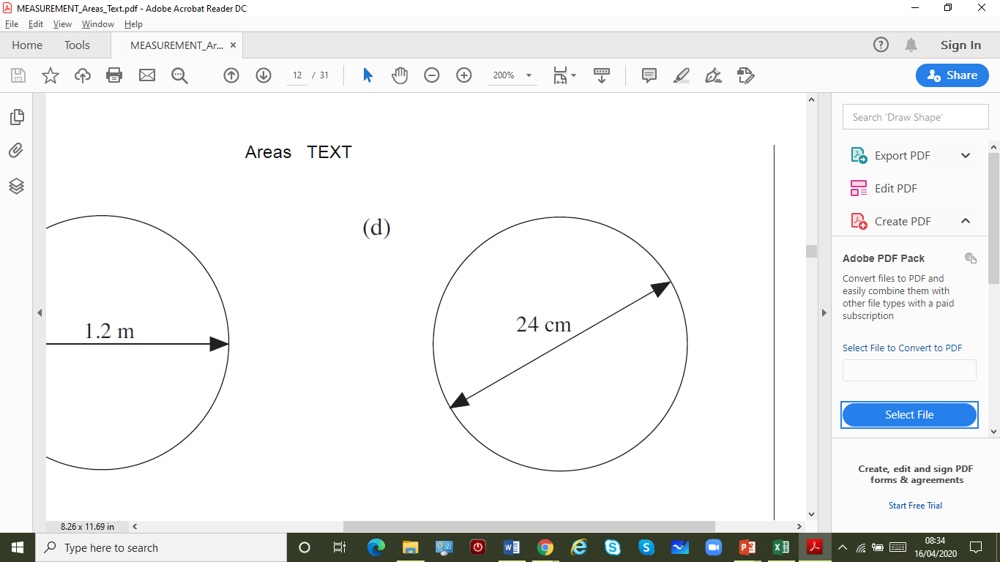 MEASUREMENT_Areas_Text.pdf - Adobe Acrobat Reader DC
File Edit View Window Help
Home Tools MEASUREMENT_Ar... × Sign In
12 / 31 200% Share
Areas TEXT
(d)
1.2 m
24 cm
8.26 x 11.69 in
Search 'Draw Shape'
Export PDF
Edit PDF
Create PDF
Adobe PDF Pack
Convert files to PDF and
easily combine them with
other file types with a paid
subscription
Select File to Convert to PDF
Select File
Create, edit and sign PDF
forms & agreements
Start Free Trial
Type here to search
08:34
16/04/2020